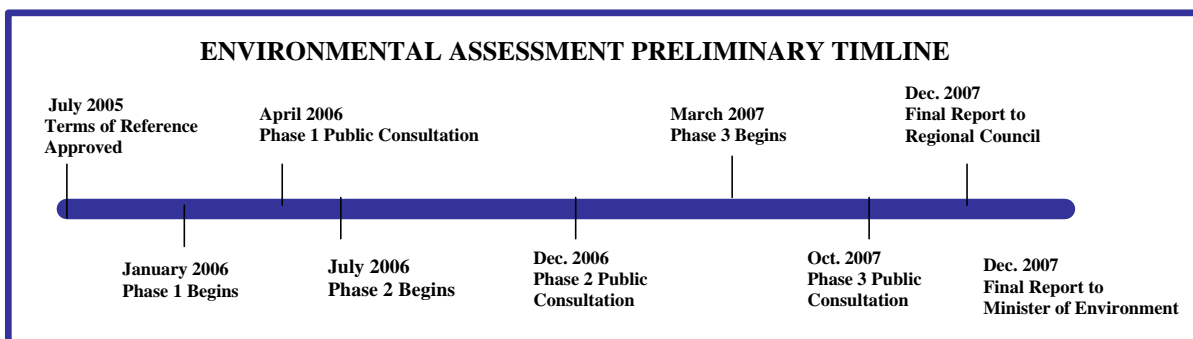 ENVIRONMENTAL ASSESSMENT PRELIMINARY TIMLINE
July 2005
Terms of Reference
Approved
April 2006
Phase 1 Public Consultation
March 2007
Phase 3 Begins
Dec. 2007
Final Report to
Regional Council
January 2006
Phase 1 Begins
July 2006
Phase 2 Begins
Dec. 2006
Phase 2 Public
Consultation
Oct. 2007
Phase 3 Public
Consultation
Dec. 2007
Final Report to
Minister of Environment